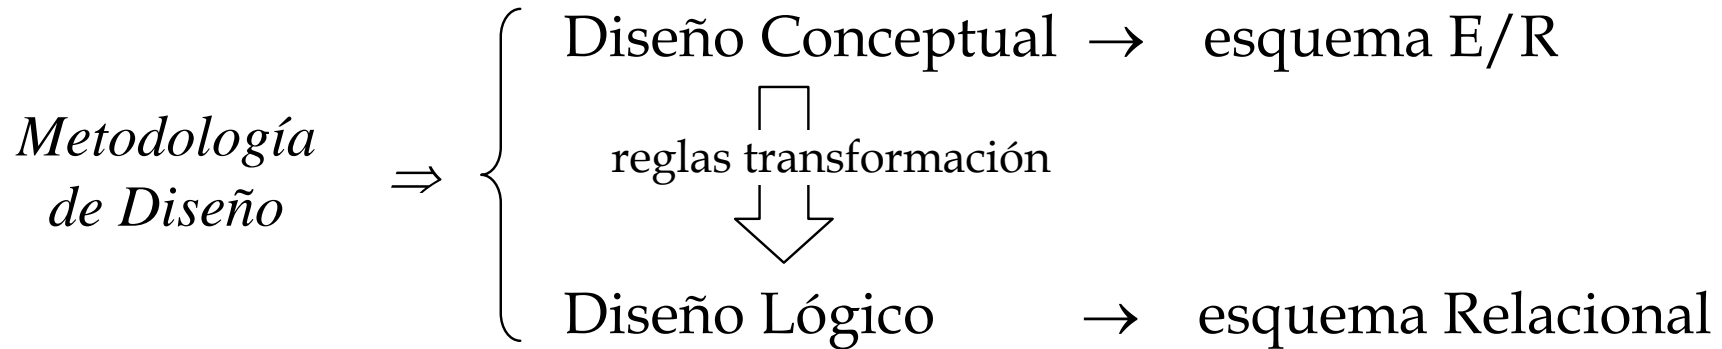 Diseño Conceptual → esquema E/R
Metodología
de Diseño ⇒
reglas transformación
Diseño Lógico → esquema Relacional